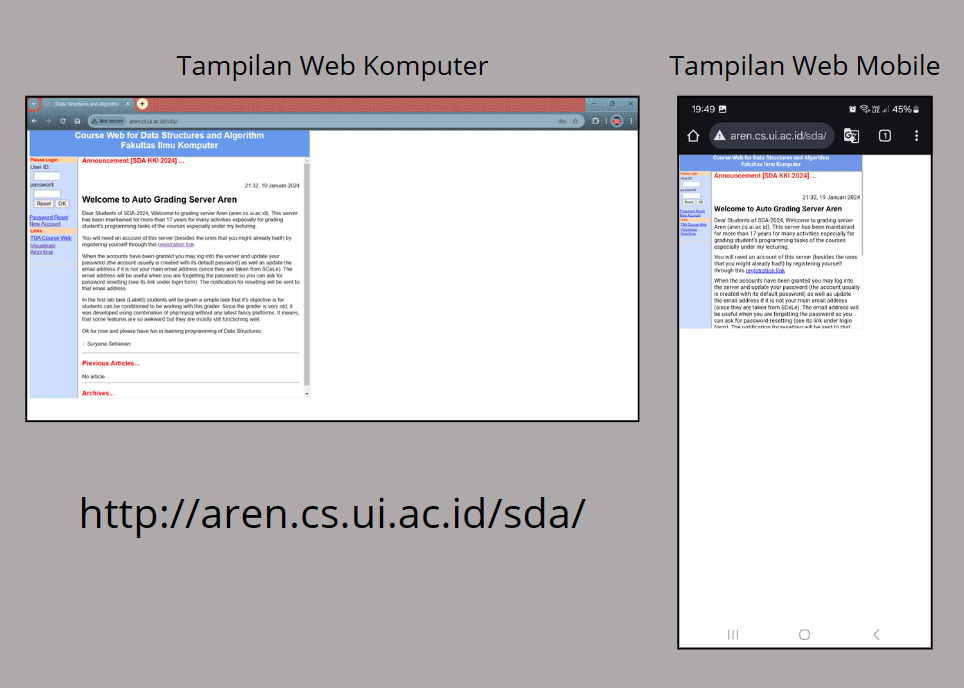 Tampilan Web Komputer
:Data Structures and Algorithm
Not secure aren.cs.ui.ac.id/sda/
Course Web for Data Structures and Algorithm
Fakultas Ilmu Komputer
Please Login
User ID:
password:
Reset OK
Password Reset
New Account
Links
TBA Course Web
Visualisasi
Algoritma
Announcement [SDA KKI 2024] ...
21:32, 19 Januari 2024
Welcome to Auto Grading Server Aren
Dear Students of SDA-2024, Welcome to grading server Aren (aren.cs.ui.ac.id). This server
has been maintained for more than 17 years for many activities especially for grading
student's programming tasks of the courses especially under my lecturing
You will need an account of this server (besides the ones that you might already had!) by
registering yourself through this registration link.
When the accounts have been granted you may log into the server and update your
password (the account usually is created with its default password) as well as update the
email address if it is not your main email address (since they are taken from SCeLe). The
email address will be useful when you are forgetting the password so you can ask for
password resetting (see its link under login form). The notification for resetting will be sent to
that email address.
In the first lab task (Lab#0) students will be given a simple task that it's objective is for
students can be conditioned to be working with this grader. Since the grader is very old, it
was developed using combination of php/mysql without any latest fancy platforms. It means,
that some features are so awkward but they are mostly still functioning well.
Ok for now and please have fun in learning programming of Data Structures.
-/ Suryana Setiawan
Previous Articles...
No article...
Archives...
http://aren.cs.ui.ac.id/sda/
Tampilan Web Mobile
19:49 45%
aren.cs.ui.ac.id/sda/ 1
Course Web for Data Structures and Algorithm
Fakultas Ilmu Komputer
Please Login
User ID:
password:
Reset OK
Password Reset
New Account
Links
TBA Course Web
Visualisasi
Algoritma
Announcement [SDA KKI 2024] ...
21:32, 19 Januari 2024
Welcome to Auto Grading Server Aren
Dear Students of SDA-2024, Welcome to grading server
Aren (aren.cs.ui.ac.id). This server has been maintained
for more than 17 years for many activities especially for
grading student's programming tasks of the courses
especially under my lecturing
You will need an account of this server (besides the ones
that you might already had!) by registering yourself
through this registration link.
When the accounts have been granted you may log into
the server and update your password (the account usually
is created with its default password) as well as update
the email address if it is not your main email address
(since they are taken from SCeLe). The email address will
be useful when you are forgetting the password so you
can ask for password resetting (see its link under login
form). The notification for resetting will be sent to that